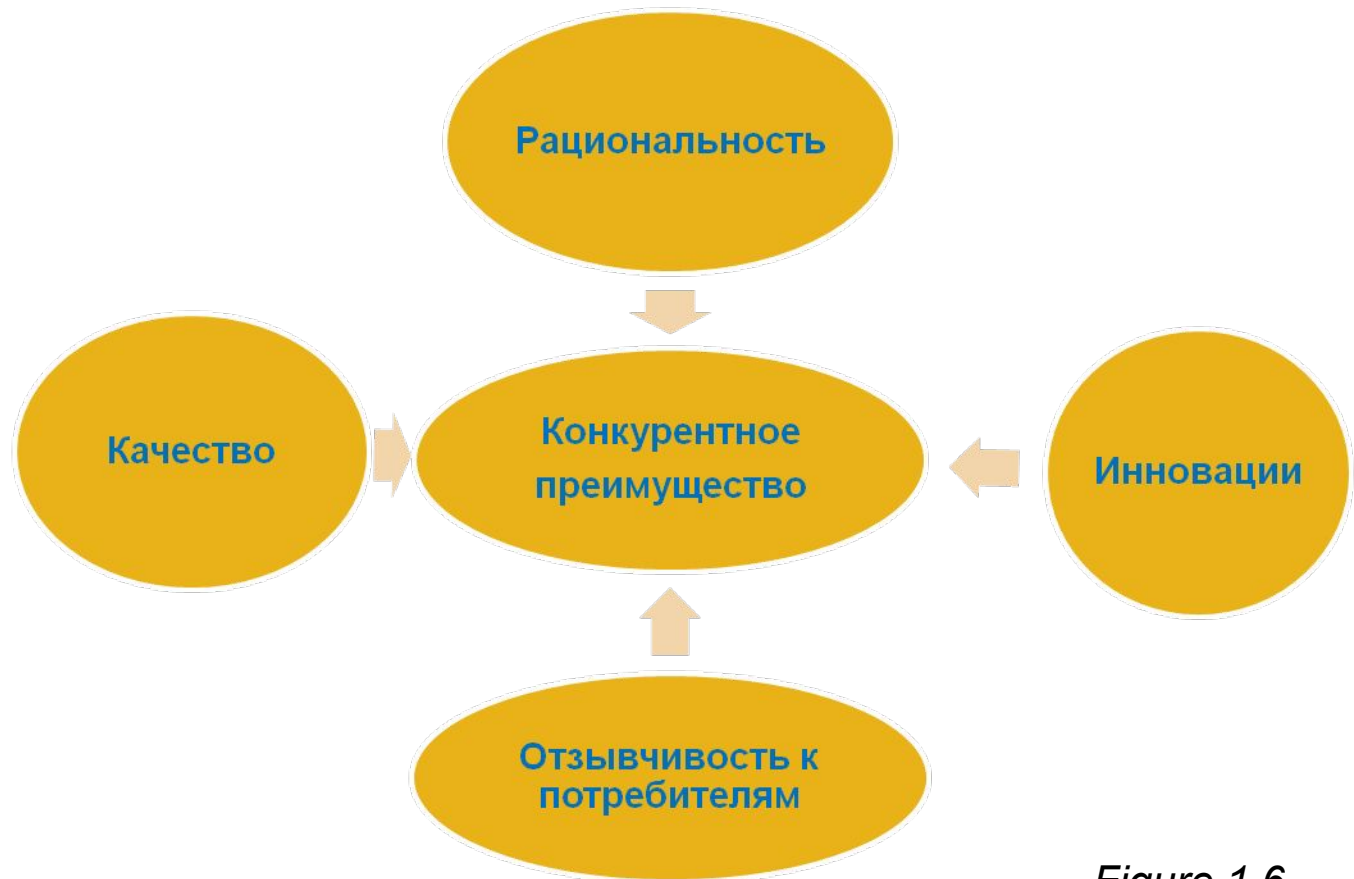 Рациональность
Качество
Конкурентное
преимущество
Инновации
Отзывчивость к
потребителям
Figure 1.6